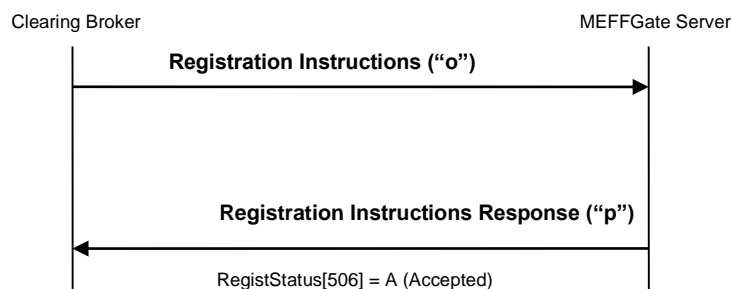 Clearing Broker
MEFFGate Server
Registration Instructions (“o”)
Registration Instructions Response (“p”)
RegistStatus[506] = A (Accepted)